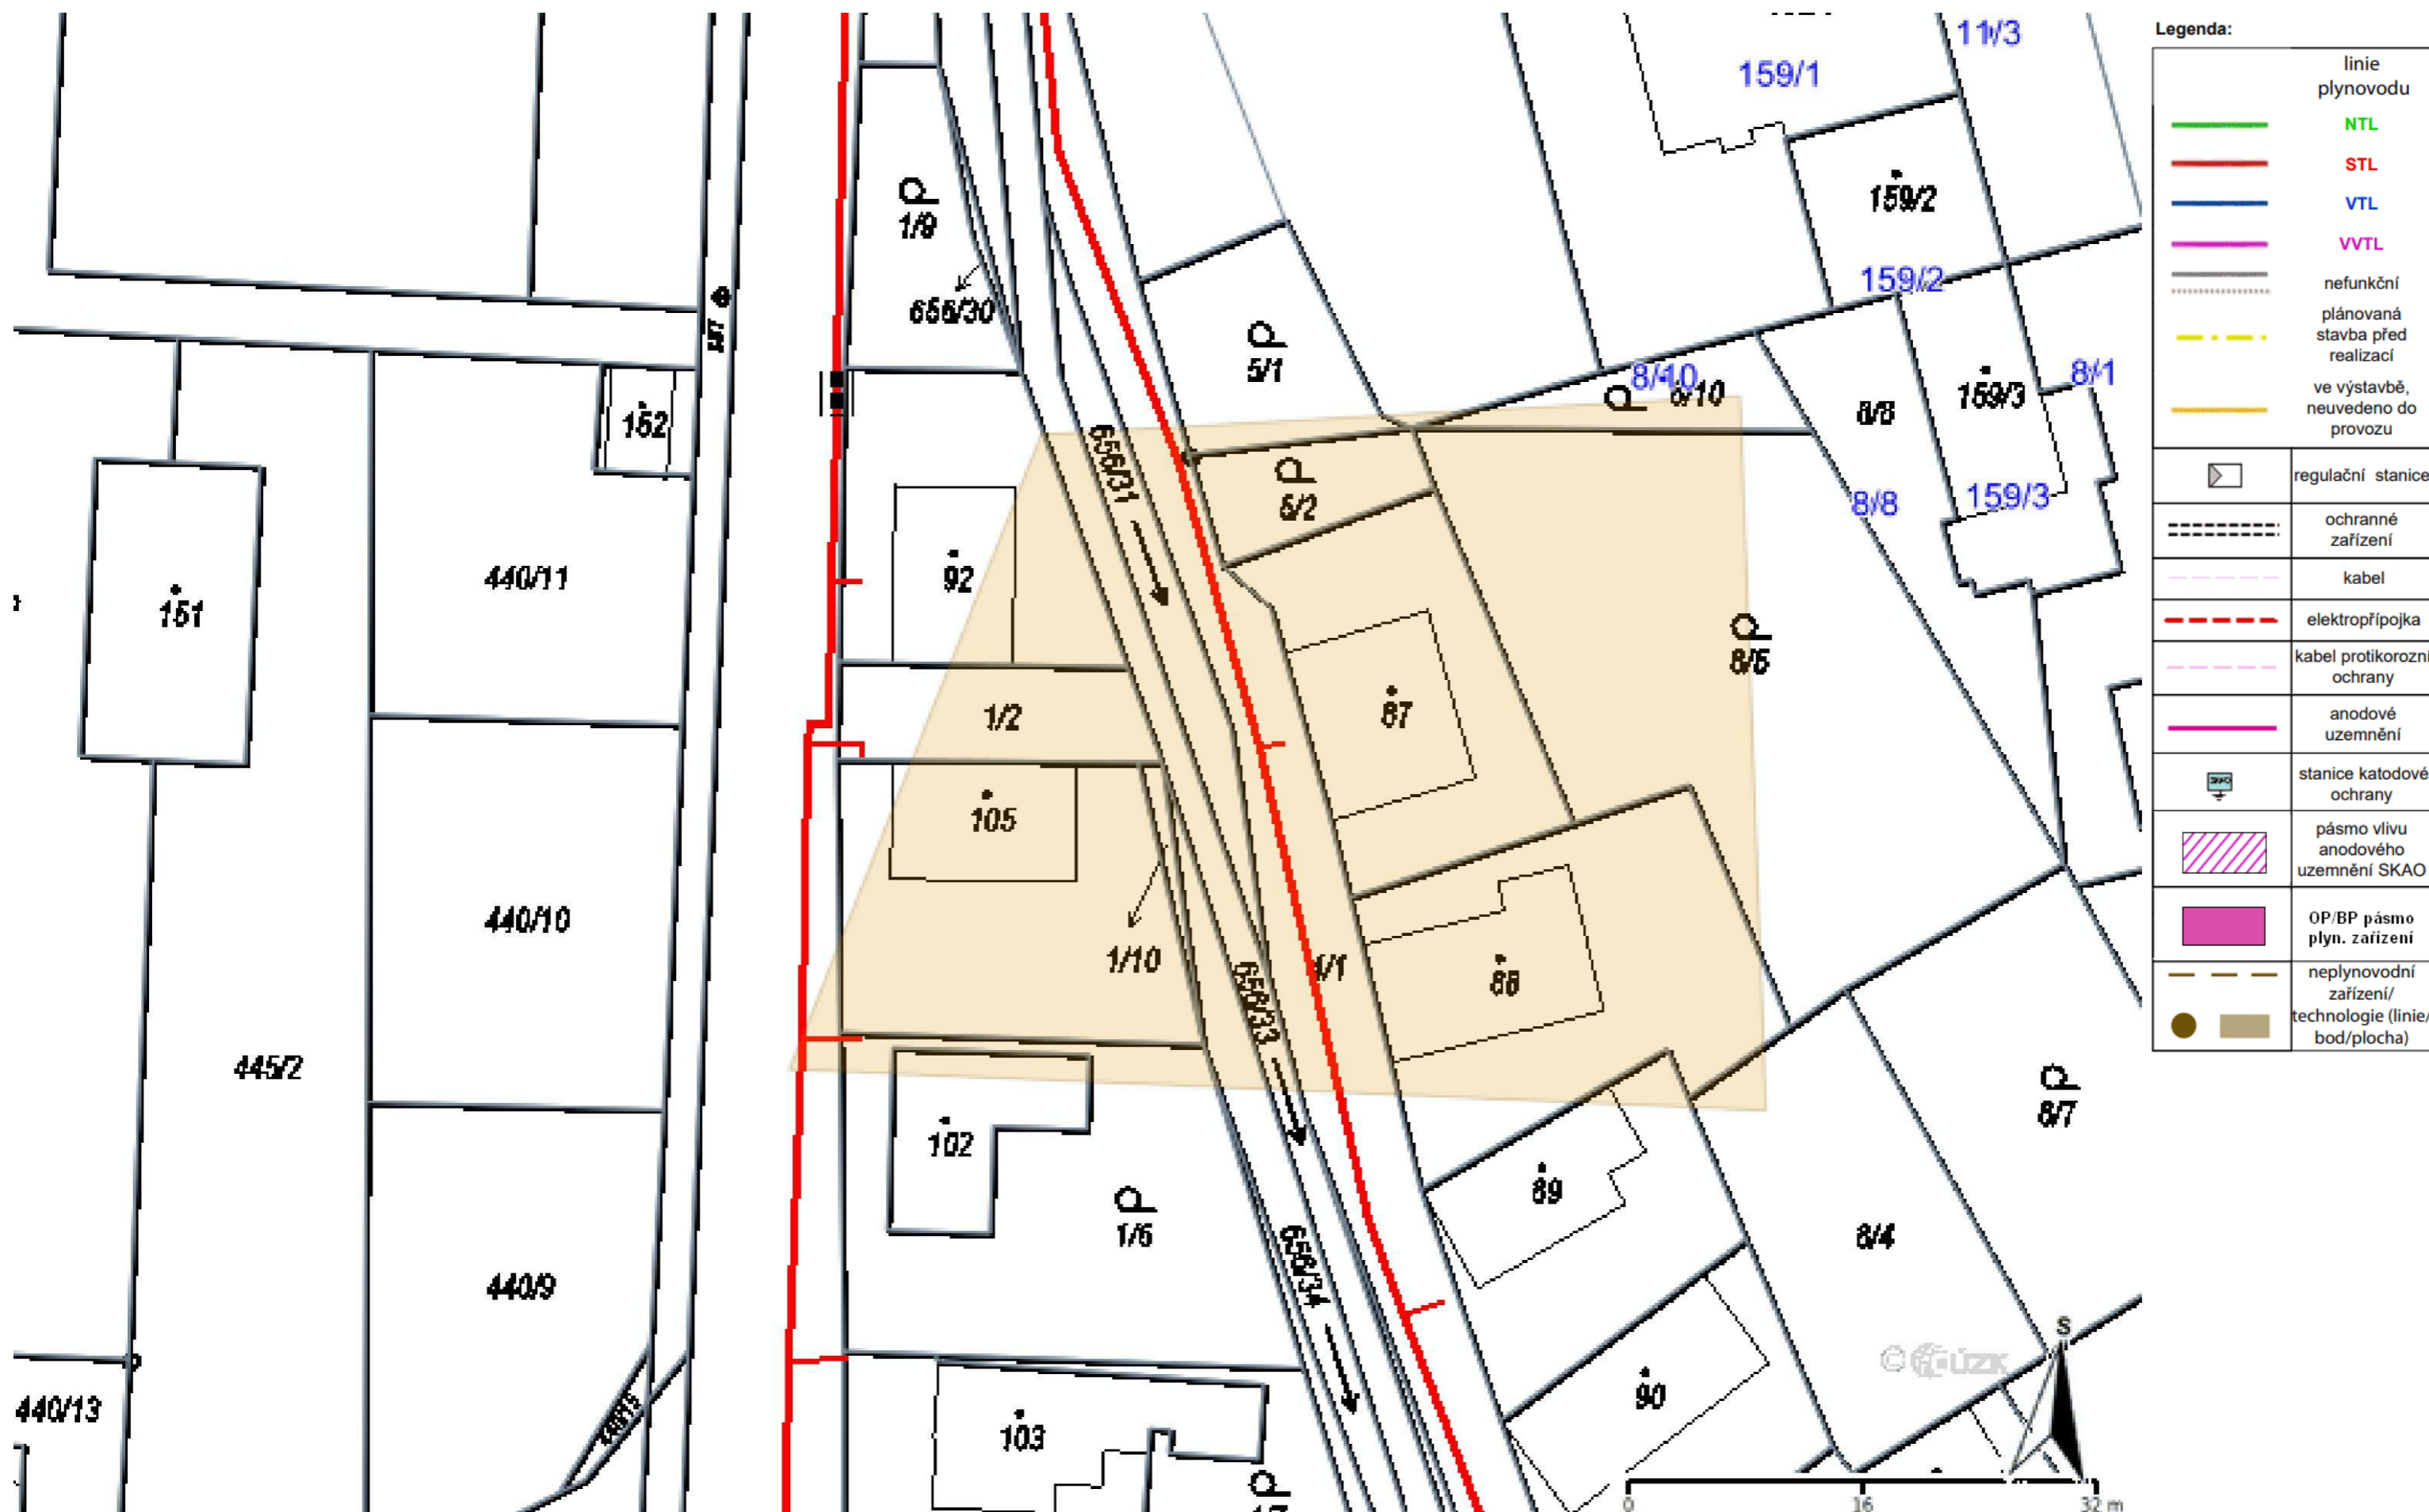 11/3
159/1
159/2
159/2
1/9
656/30
5/1
8/10
8/8
159/3
8/1
152
656/31
5/2
8/8
159/3
151
440/11
92
8/5
1/2
87
105
440/10
1/10
656/33
88
445/2
8/7
102
1/6
89
8/4
440/9
656/34
440/13
103
90
S
0 16 32 m
Legenda:
linie
plynovodu
NTL
STL
VTL
VVTL
nefunkční
plánovaná
stavba před
realizací
ve výstavbě,
neuvedeno do
provozu
regulační stanice
ochranné
zařízení
kabel
elektropřípojka
kabel protikorozní
ochrany
anodové
uzemnění
stanice katodové
ochrany
pásmo vlivu
anodového
uzemnění SKAO
OP/BP pásmo
plyn. zařízení
neplynovodní
zařízení/
technologie (linie/
bod/plocha)